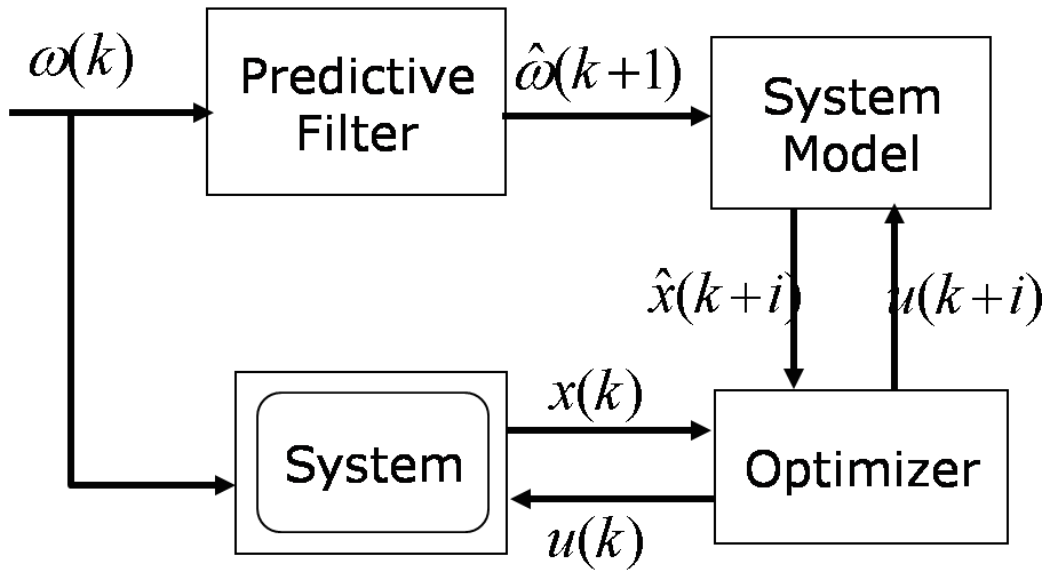 ω(k)
Predictive
Filter
ω̂(k+1)
System
Model
x̂(k+i)
u(k+i)
System
x(k)
u(k)
Optimizer